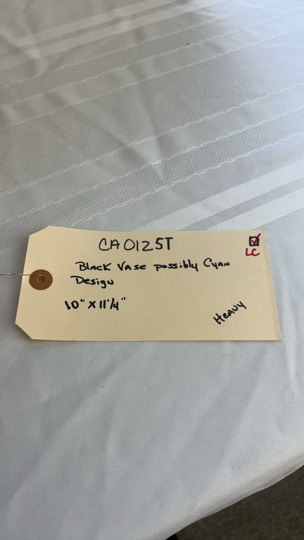 CA0125T
LC
Black Vase possibly Cyan
Design
10" x 11 1/4"
Heavy